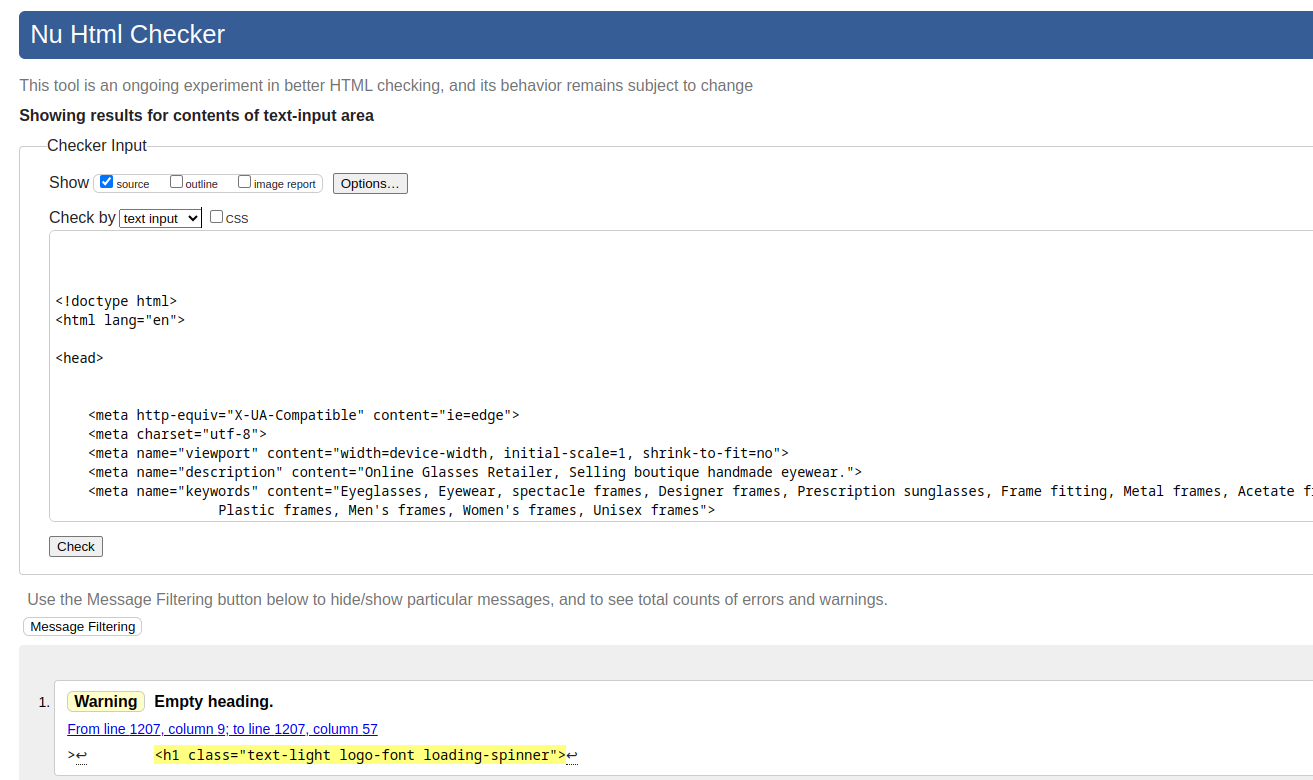 Nu Html Checker
This tool is an ongoing experiment in better HTML checking, and its behavior remains subject to change
Showing results for contents of text-input area
Checker Input
Show source outline image report Options…
Check by text input CSS
<!doctype html>
<html lang="en">
<head>
<meta http-equiv="X-UA-Compatible" content="ie=edge">
<meta charset="utf-8">
<meta name="viewport" content="width=device-width, initial-scale=1, shrink-to-fit=no">
<meta name="description" content="Online Glasses Retailer, Selling boutique handmade eyewear.">
<meta name="keywords" content="Eyeglasses, Eyewear, spectacle frames, Designer frames, Prescription sunglasses, Frame fitting, Metal frames, Acetate
Plastic frames, Men's frames, Women's frames, Unisex frames">
Check
Use the Message Filtering button below to hide/show particular messages, and to see total counts of errors and warnings.
Message Filtering
1. Warning Empty heading.
From line 1207, column 9; to line 1207, column 57
>↩ <h1 class="text-light logo-font loading-spinner">↩